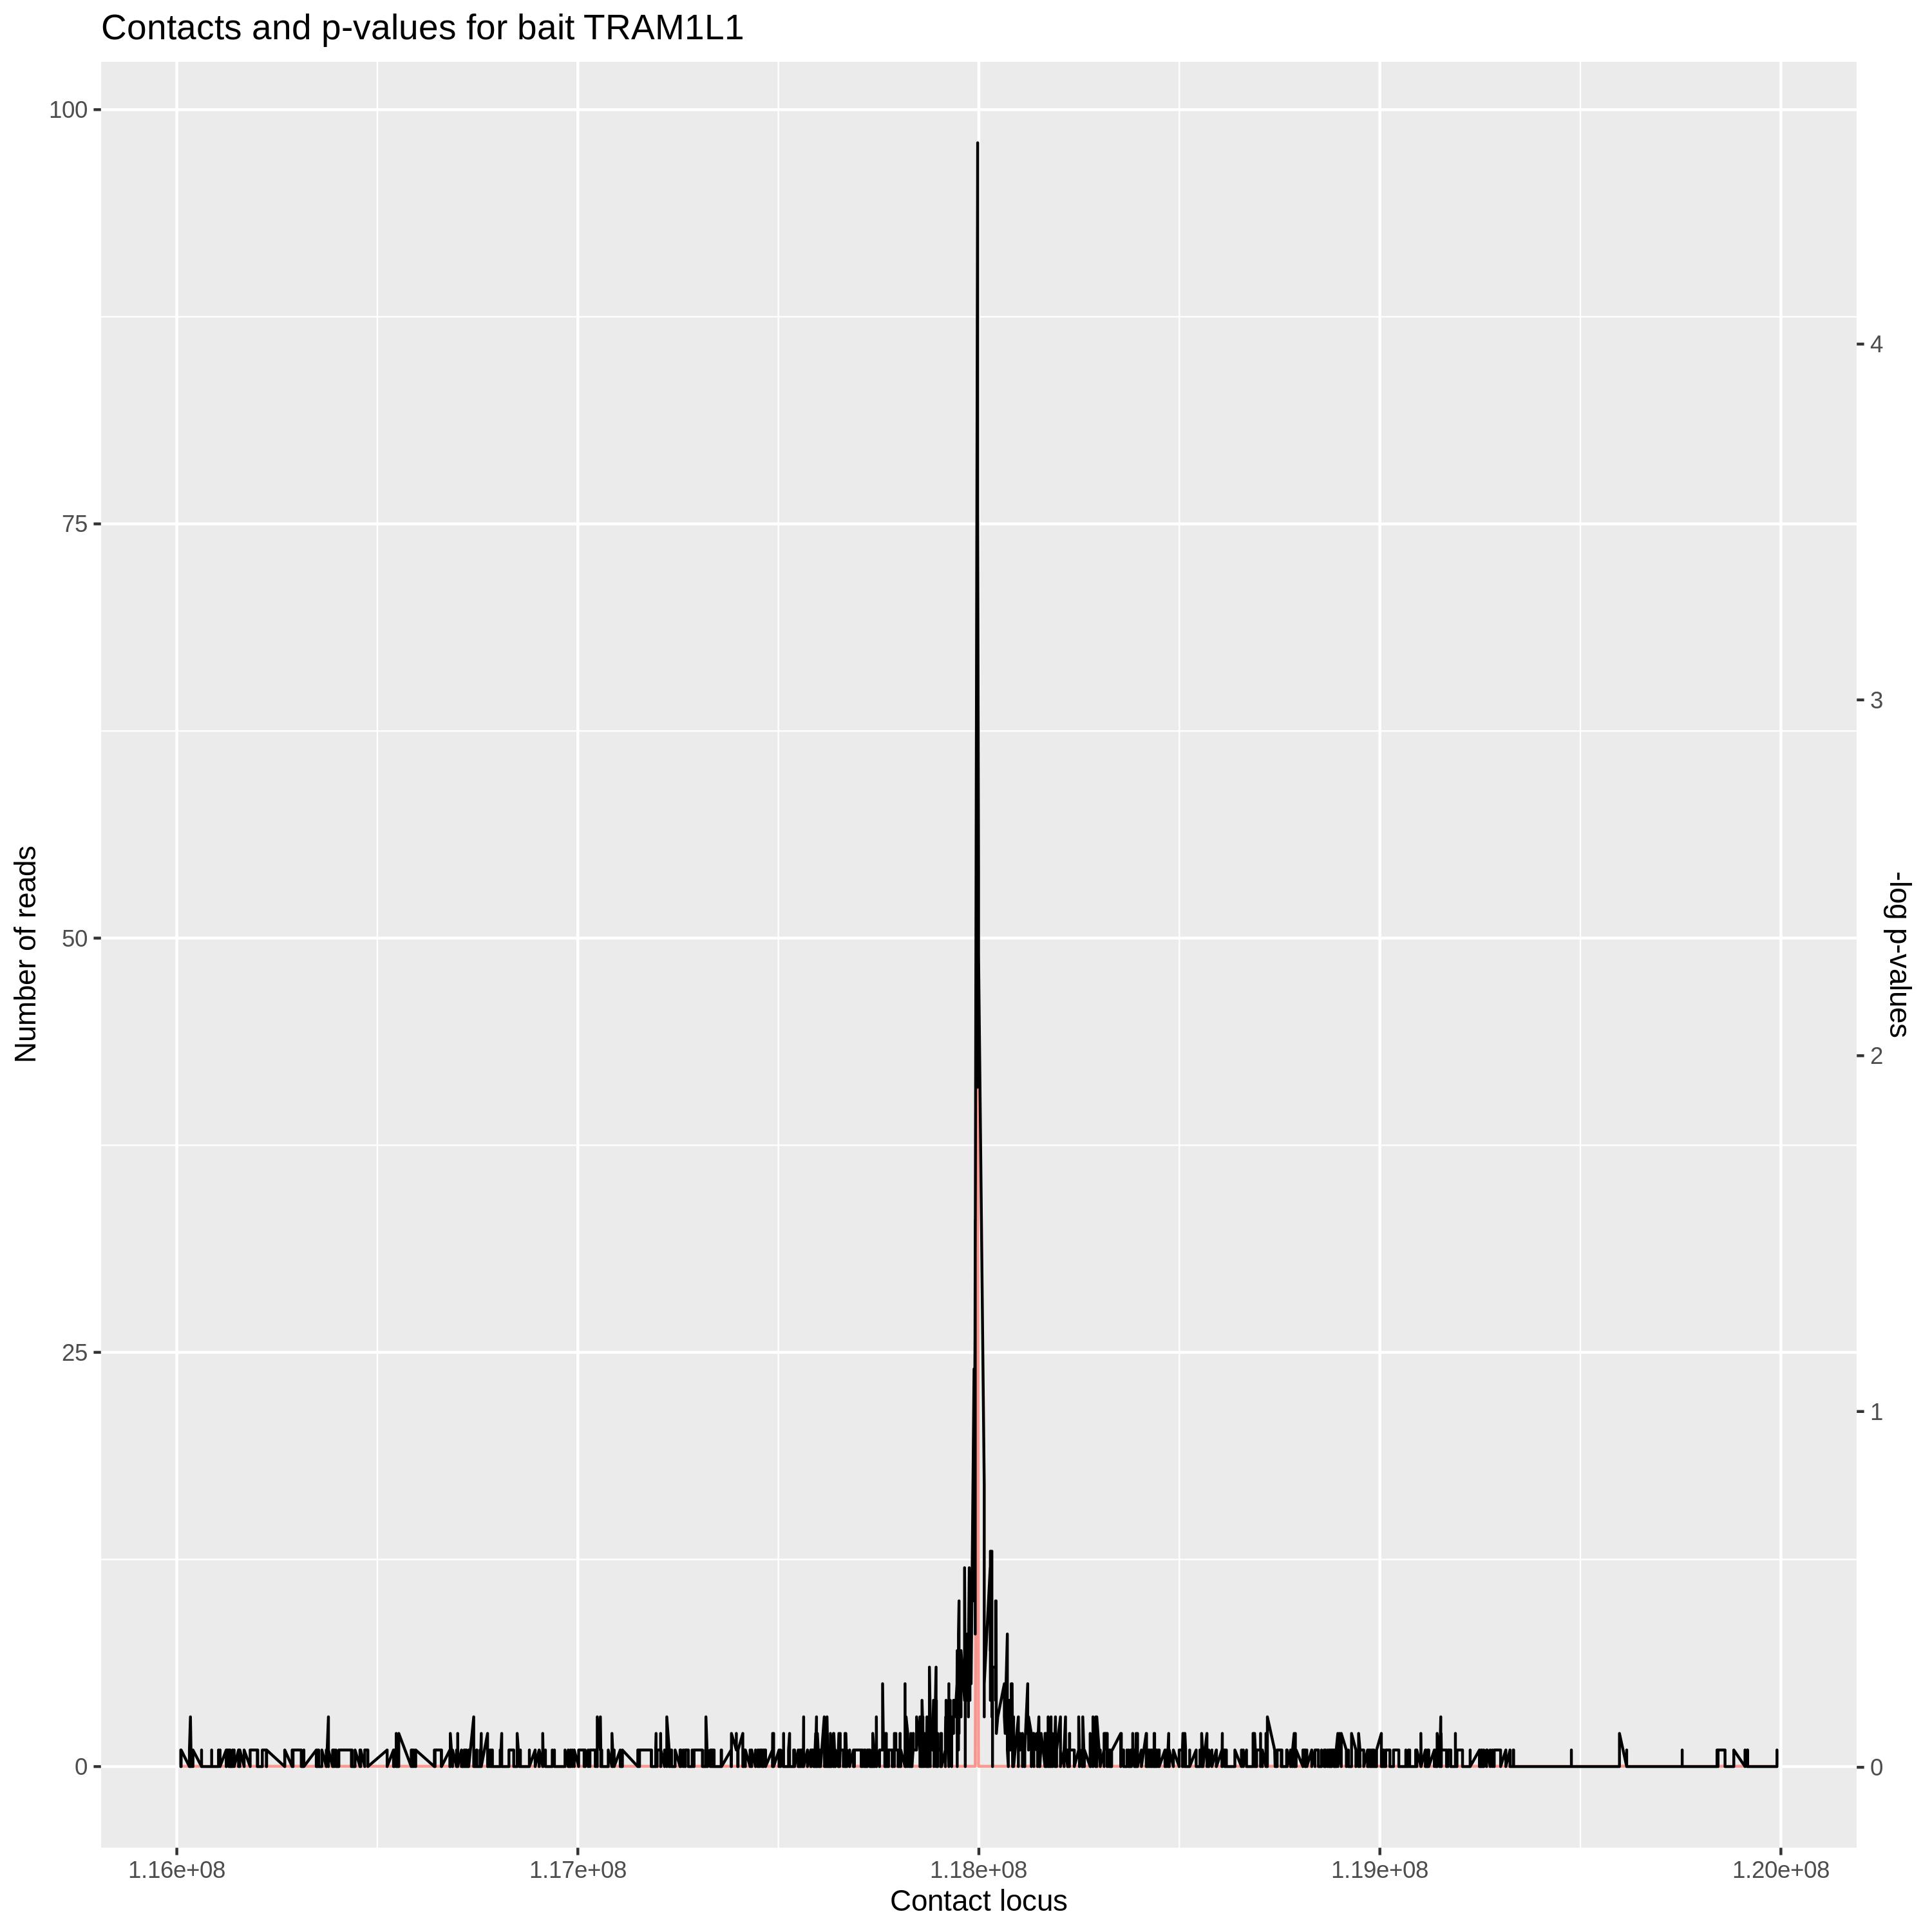 Contacts and p-values for bait TRAM1L1
100
75
50
25
0
Number of reads
4
3
2
1
0
-log p-values
1.16e+08
1.17e+08
1.18e+08
1.19e+08
1.20e+08
Contact locus